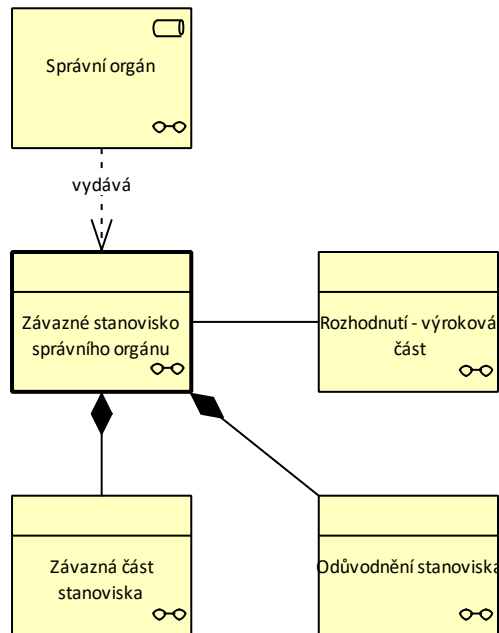 Správní orgán
vydává
Závazné stanovisko
správního orgánu
Rozhodnutí - výroková
část
Závazná část
stanoviska
Odůvodnění stanoviska